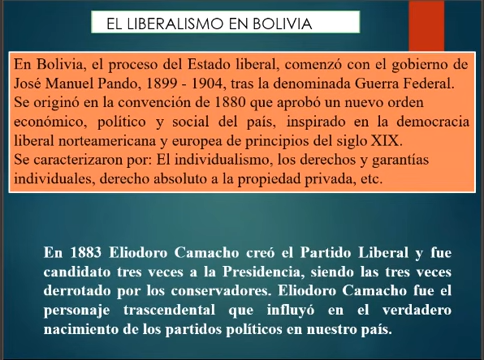 EL LIBERALISMO EN BOLIVIA
En Bolivia, el proceso del Estado liberal, comenzó con el gobierno de
José Manuel Pando, 1899 - 1904, tras la denominada Guerra Federal.
Se originó en la convención de 1880 que aprobó un nuevo orden
económico, político y social del país, inspirado en la democracia
liberal norteamericana y europea de principios del siglo XIX.
Se caracterizaron por: El individualismo, los derechos y garantías
individuales, derecho absoluto a la propiedad privada, etc.
En 1883 Eliodoro Camacho creó el Partido Liberal y fue
candidato tres veces a la Presidencia, siendo las tres veces
derrotado por los conservadores. Eliodoro Camacho fue el
personaje trascendental que influyó en el verdadero
nacimiento de los partidos políticos en nuestro país.